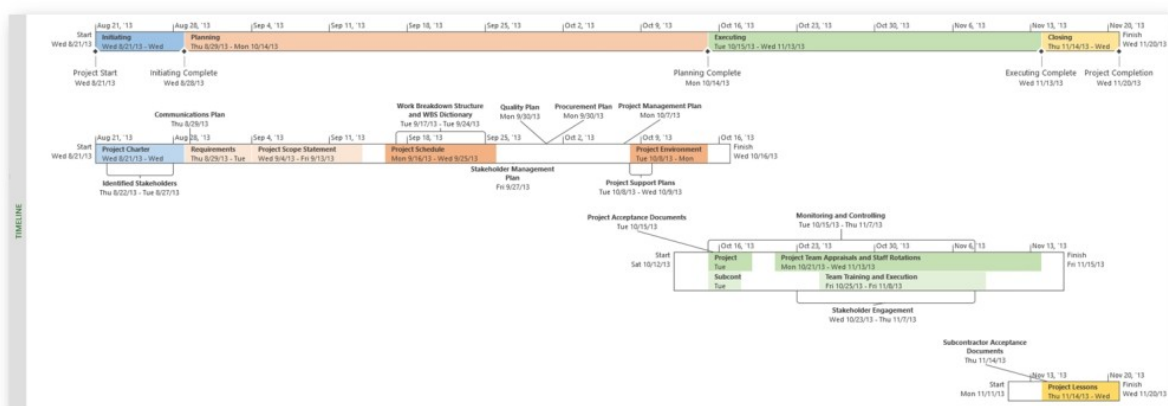 TIMELINE
Aug 21, '13 Aug 28, '13 Sep 4, '13 Sep 11, '13 Sep 18, '13 Sep 25, '13 Oct 2, '13 Oct 9, '13 Oct 16, '13 Oct 23, '13 Oct 30, '13 Nov 6, '13 Nov 13, '13 Nov 20, '13
Start
Wed 8/21/13
Initiating
Wed 8/21/13 - Wed
Planning
Thu 8/29/13 - Mon 10/14/13
Executing
Tue 10/15/13 - Wed 11/13/13
Closing
Thu 11/14/13 - Wed
Finish
Wed 11/20/13
Project Start
Wed 8/21/13
Initiating Complete
Wed 8/28/13
Planning Complete
Mon 10/14/13
Executing Complete
Wed 11/13/13
Project Completion
Wed 11/20/13
Communications Plan
Thu 8/29/13
Work Breakdown Structure
and WBS Dictionary
Tue 9/17/13 - Tue 9/24/13
Quality Plan
Mon 9/30/13
Procurement Plan
Mon 9/30/13
Project Management Plan
Mon 10/7/13
Aug 21, '13 Aug 28, '13 Sep 4, '13 Sep 11, '13 Sep 18, '13 Sep 25, '13 Oct 2, '13 Oct 9, '13 Oct 16, '13
Start
Wed 8/21/13
Project Charter
Wed 8/21/13 - Wed
Requirements
Thu 8/29/13 - Tue
Project Scope Statement
Wed 9/4/13 - Fri 9/13/13
Project Schedule
Mon 9/16/13 - Wed 9/25/13
Project Environment
Tue 10/8/13 - Mon
Finish
Wed 10/16/13
Identified Stakeholders
Thu 8/22/13 - Tue 8/27/13
Stakeholder Management
Plan
Fri 9/27/13
Project Support Plans
Tue 10/8/13 - Wed 10/9/13
Project Acceptance Documents
Tue 10/15/13
Monitoring and Controlling
Tue 10/15/13 - Thu 11/7/13
Oct 16, '13 Oct 23, '13 Oct 30, '13 Nov 6, '13 Nov 13, '13
Start
Sat 10/12/13
Project
Tue
Project Team Appraisals and Staff Rotations
Mon 10/21/13 - Wed 11/13/13
Subcont
Tue
Team Training and Execution
Fri 10/25/13 - Fri 11/8/13
Finish
Fri 11/15/13
Stakeholder Engagement
Wed 10/23/13 - Thu 11/7/13
Subcontractor Acceptance
Documents
Thu 11/14/13
Nov 13, '13 Nov 20, '13
Start
Mon 11/11/13
Project Lessons
Thu 11/14/13 - Wed
Finish
Wed 11/20/13